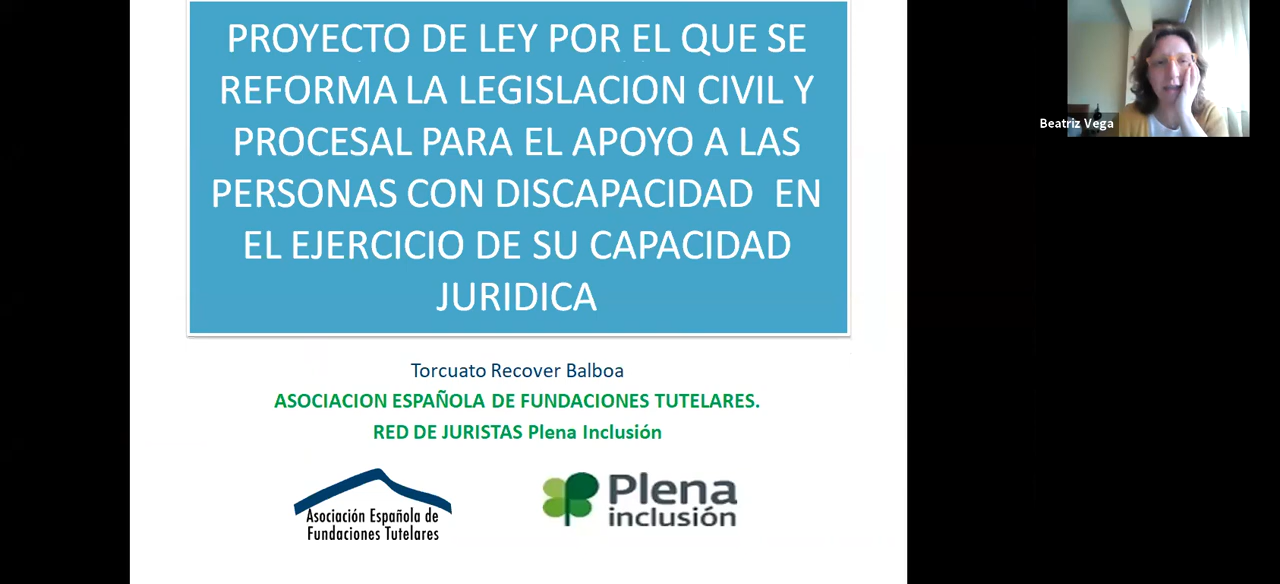 PROYECTO DE LEY POR EL QUE SE
REFORMA LA LEGISLACION CIVIL Y
PROCESAL PARA EL APOYO A LAS
PERSONAS CON DISCAPACIDAD EN
EL EJERCICIO DE SU CAPACIDAD
JURIDICA
Beatriz Vega
Torcuato Recover Balboa
ASOCIACION ESPAÑOLA DE FUNDACIONES TUTELARES.
RED DE JURISTAS Plena Inclusión
Asociación Española de
Fundaciones Tutelares
Plena
inclusión